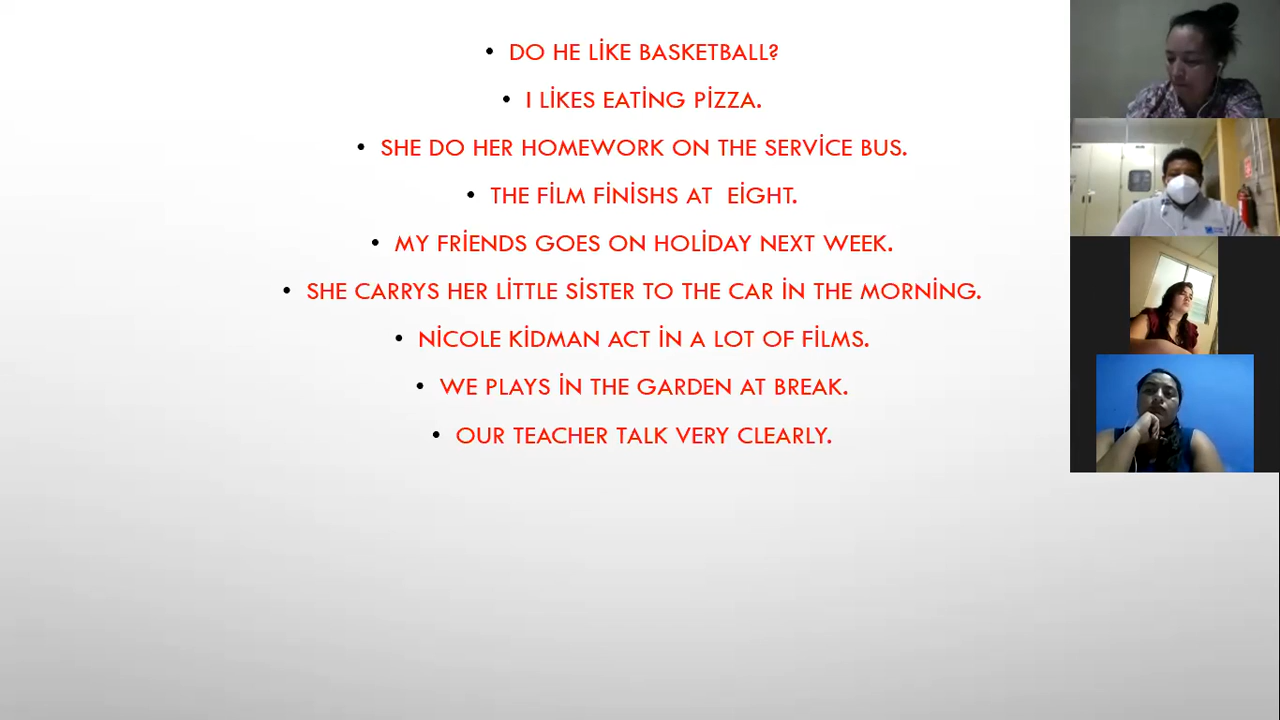 • DO HE LİKE BASKETBALL?
• I LİKES EATİNG PİZZA.
• SHE DO HER HOMEWORK ON THE SERVİCE BUS.
• THE FİLM FİNİSHS AT  EİGHT.
• MY FRİENDS GOES ON HOLİDAY NEXT WEEK.
• SHE CARRYS HER LİTTLE SİSTER TO THE CAR İN THE MORNİNG.
• NİCOLE KİDMAN ACT İN A LOT OF FİLMS.
• WE PLAYS İN THE GARDEN AT BREAK.
• OUR TEACHER TALK VERY CLEARLY.